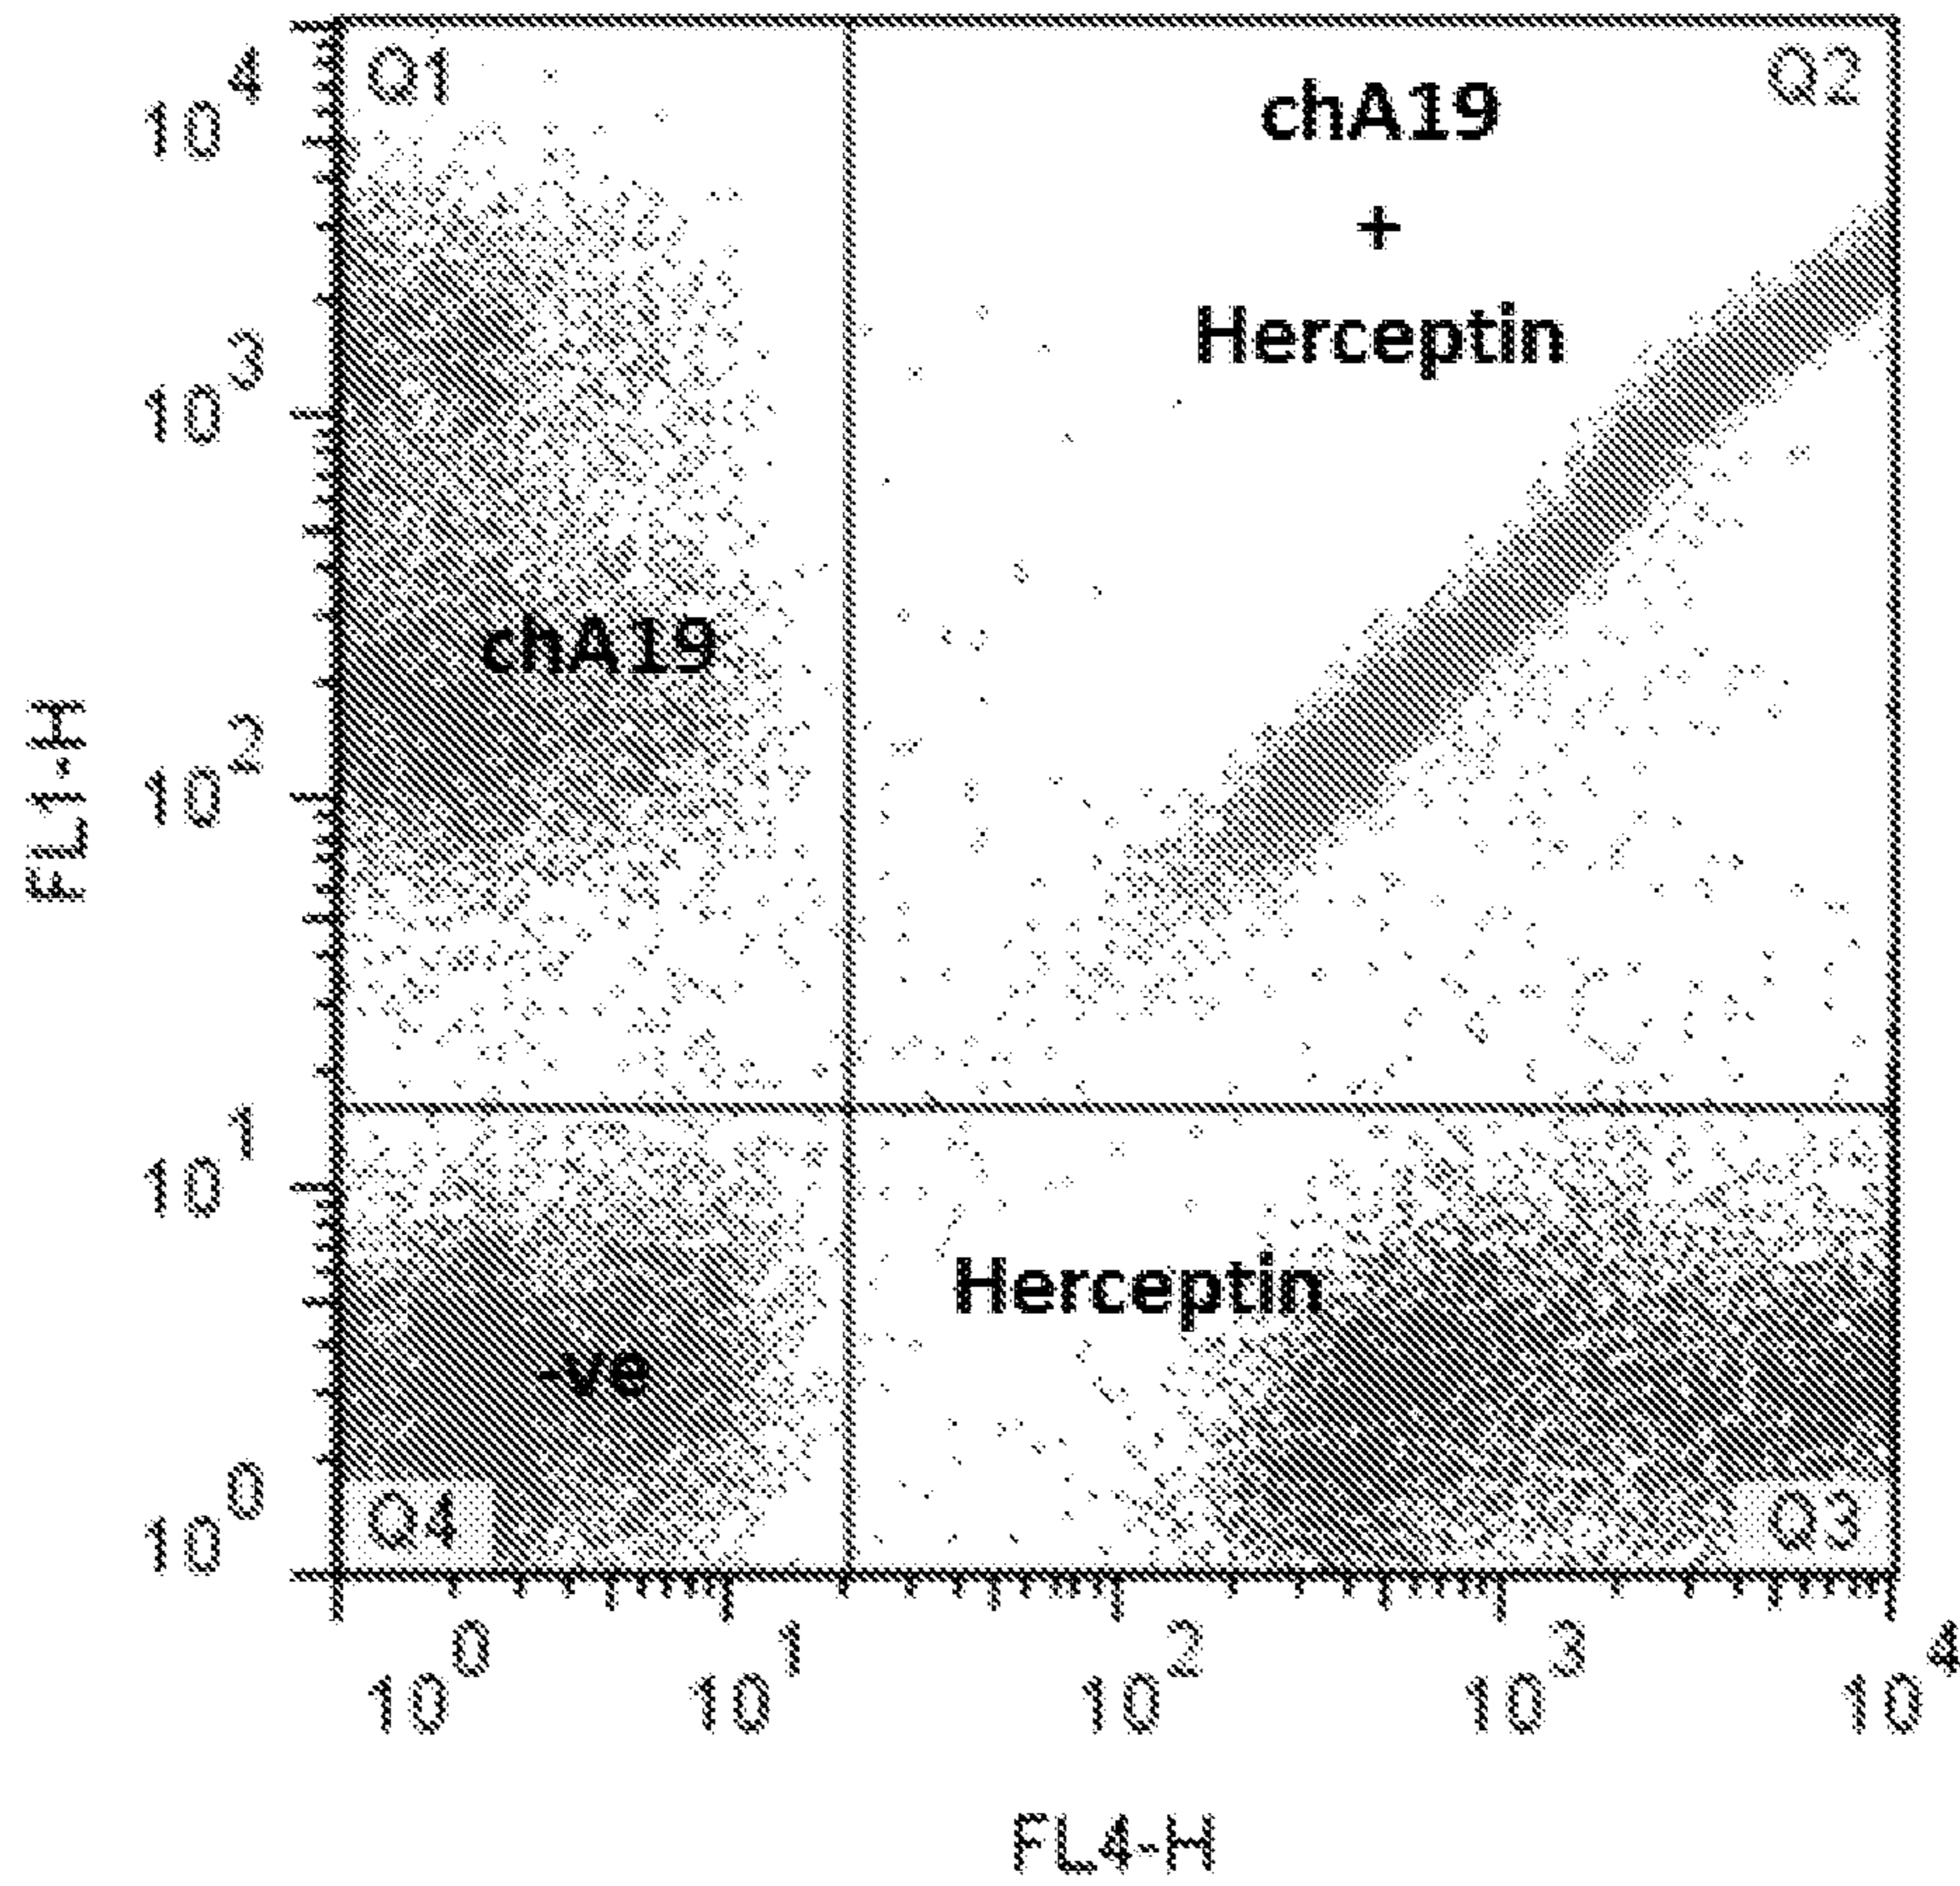 Q1
Q2
chA19
+
Herceptin
chA19
Herceptin
-ve
Q4
Q3
FL1-H
10^4
10^3
10^2
10^1
10^0
10^0 10^1 10^2 10^3 10^4
FL4-H